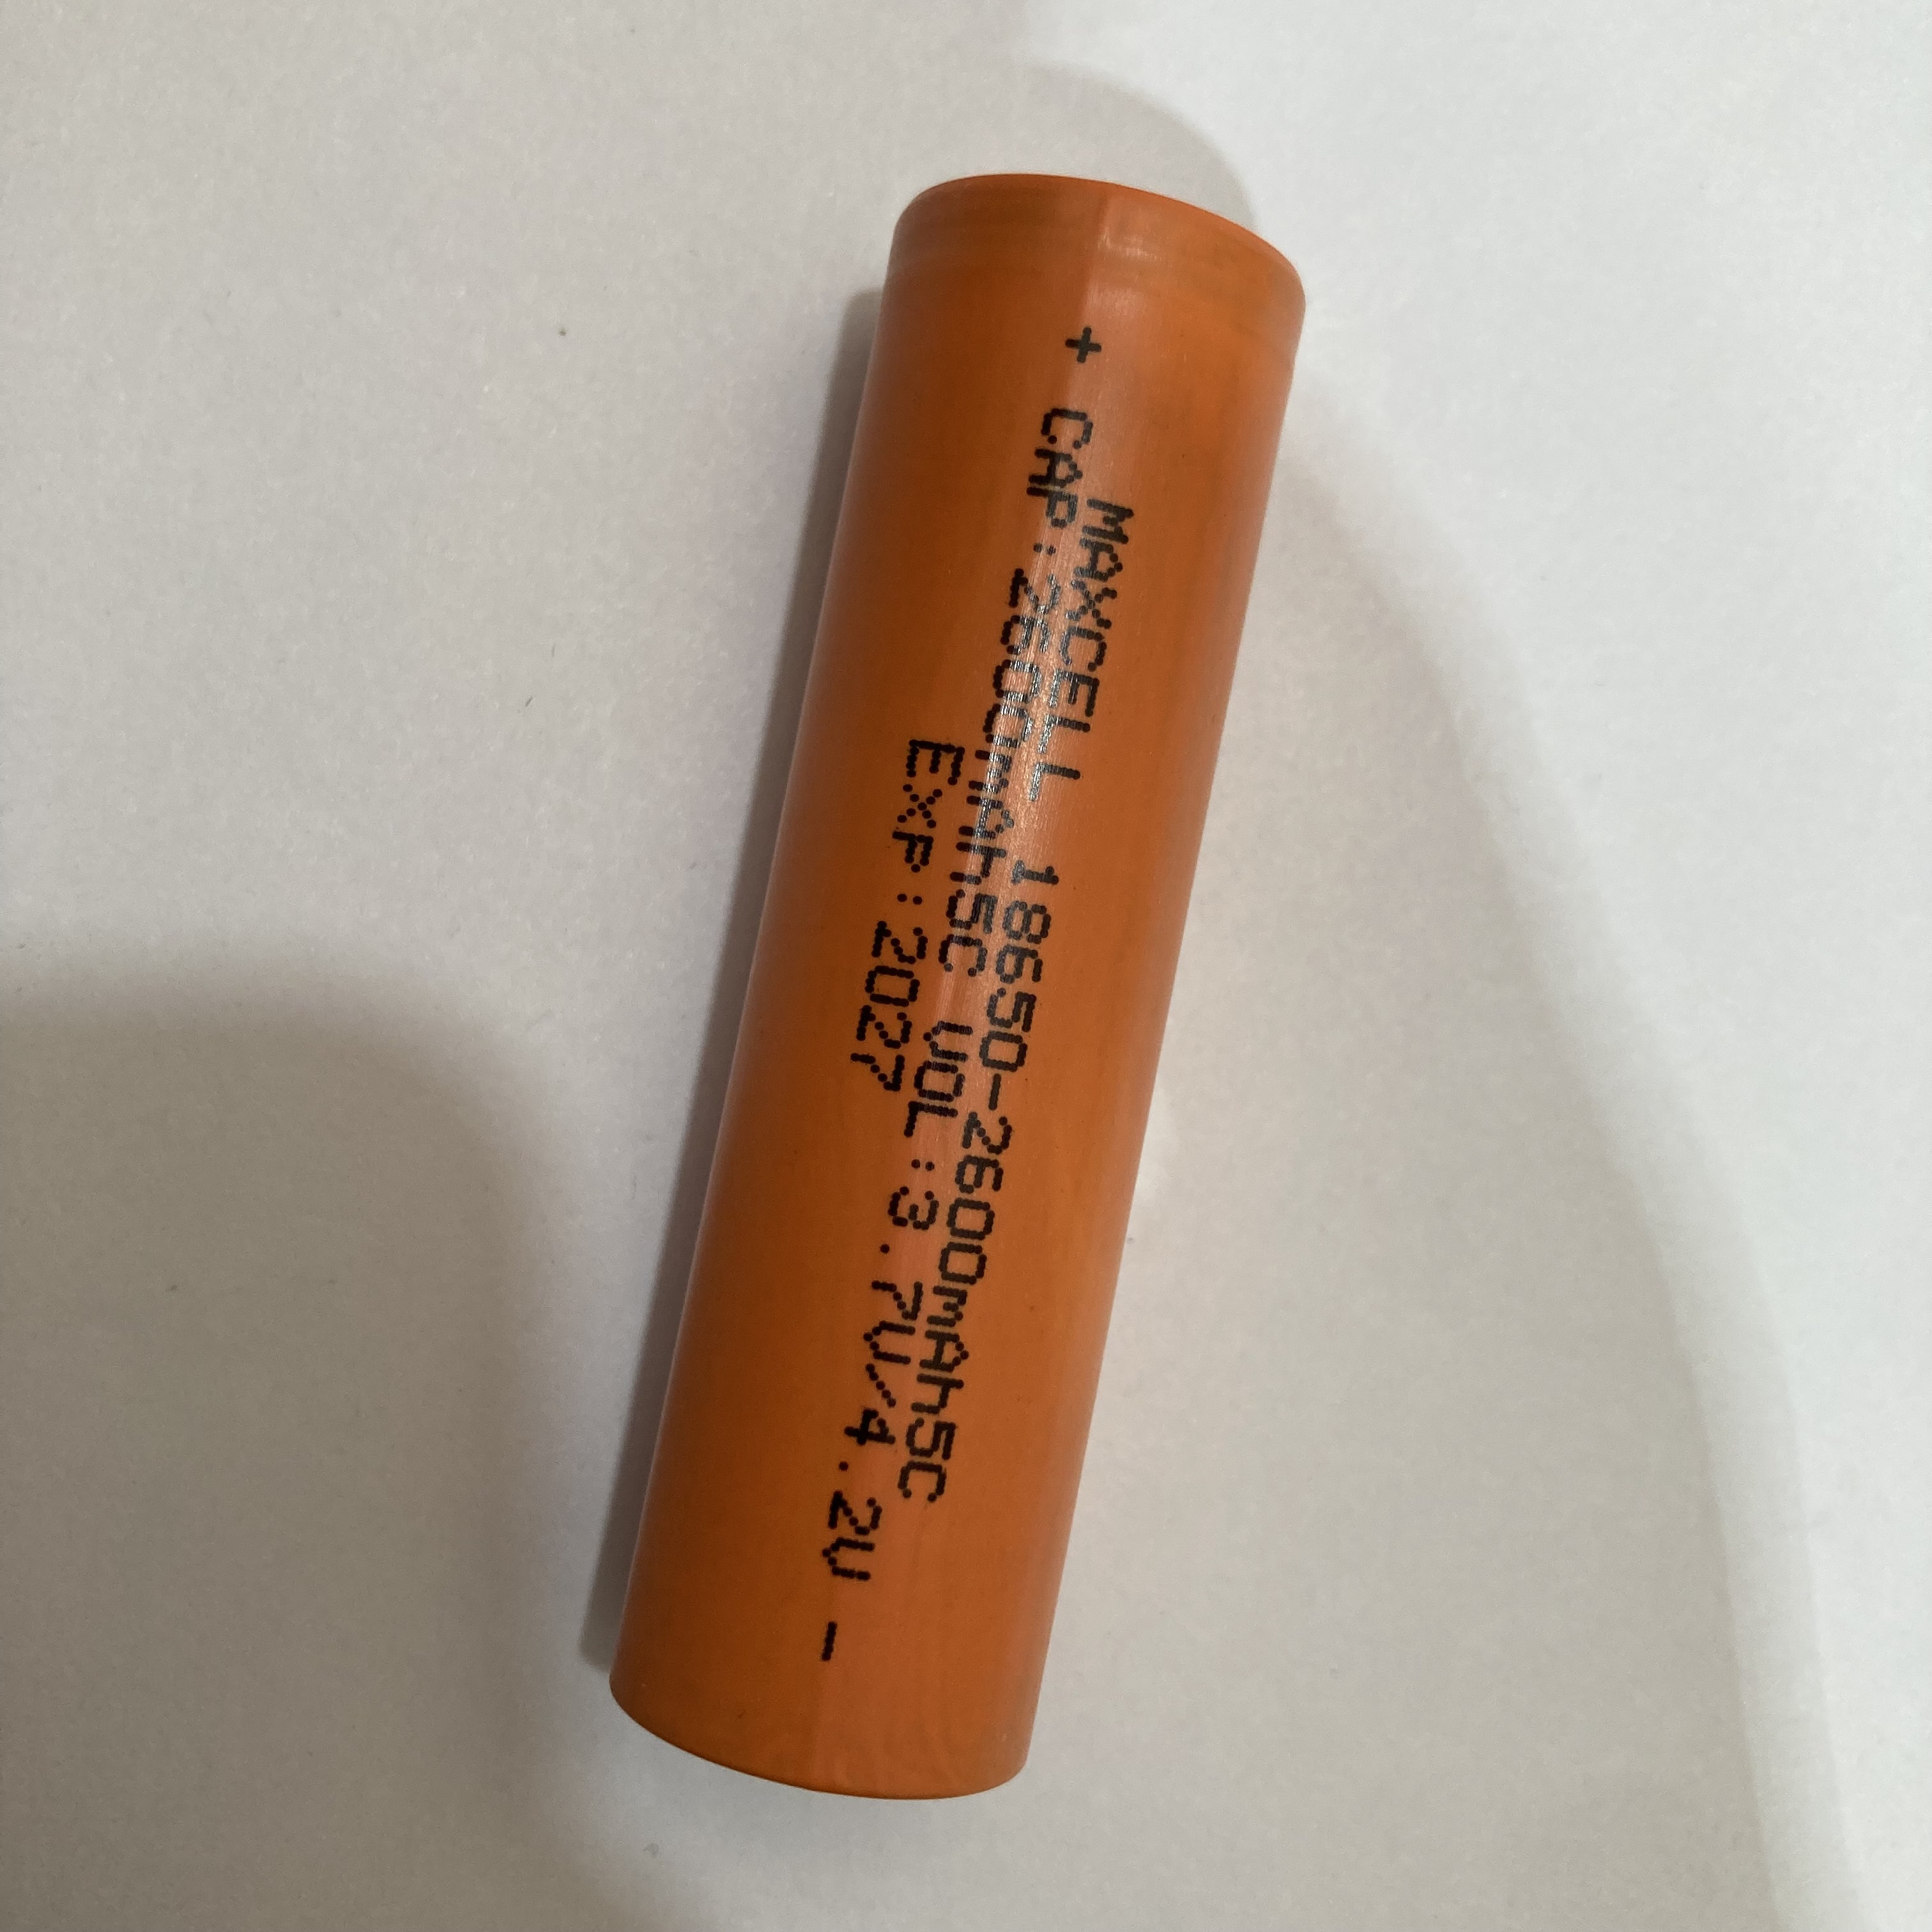 MAXCELL 18650-2600mAh5C
+ CAP:2600mAh5C VOL:3.7V/4.2V -
EXP:2027